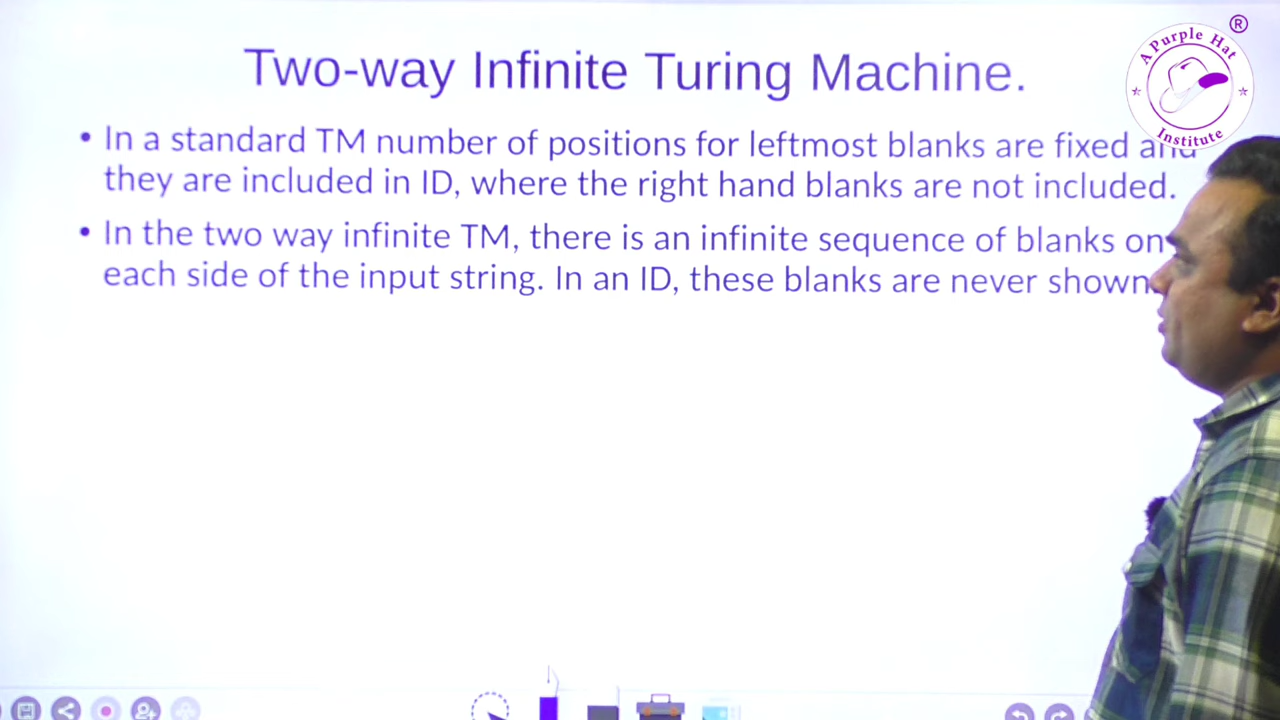 Two-way Infinite Turing Machine.
• In a standard TM number of positions for leftmost blanks are fixed and
they are included in ID, where the right hand blanks are not included.
• In the two way infinite TM, there is an infinite sequence of blanks on
each side of the input string. In an ID, these blanks are never shown.
A Purple Hat
Institute
®